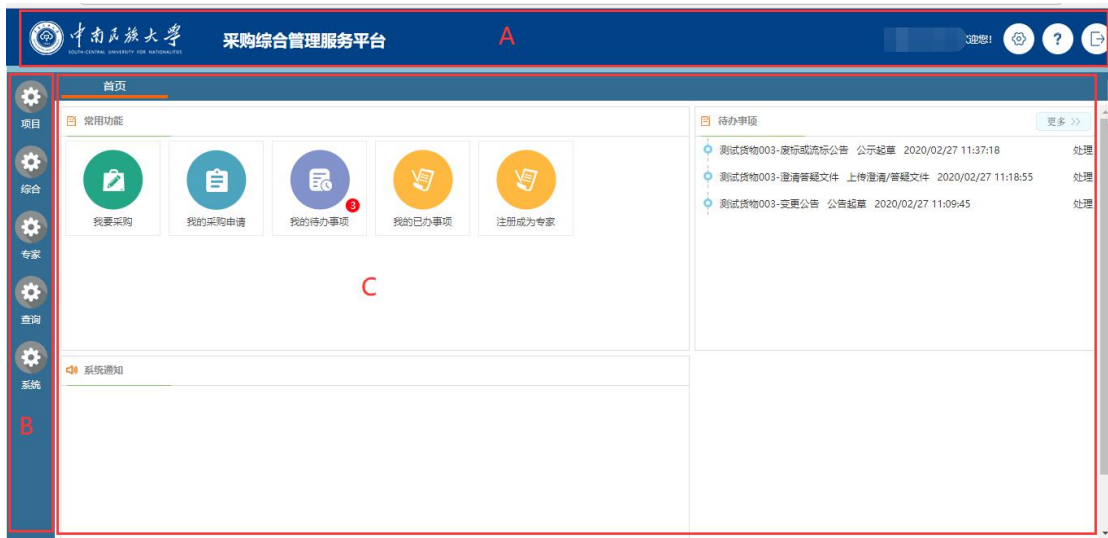 中南民族大学
SOUTH-CENTRAL UNIVERSITY FOR NATIONALITIES
采购综合管理服务平台
A
迎您!
?
首页
项目
综合
专家
查询
系统
B
常用功能
我要采购
我的采购申请
3
我的待办事项
我的已办事项
注册成为专家
C
待办事项
更多 >>
测试货物003-废标或流标公告 公示起草 2020/02/27 11:37:18 处理
测试货物003-澄清答疑文件 上传澄清/答疑文件 2020/02/27 11:18:55 处理
测试货物003-变更公告 公告起草 2020/02/27 11:09:45 处理
系统通知